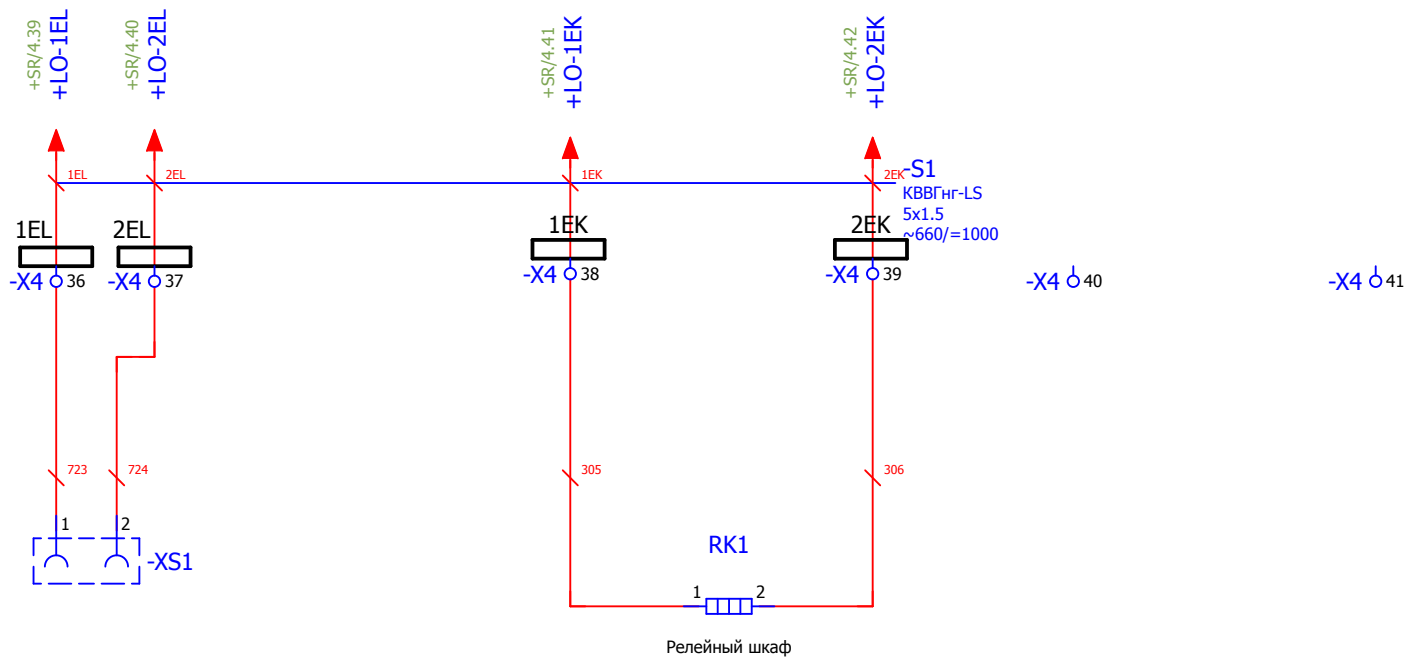 +SR/4.39
+LO-1EL
+SR/4.40
+LO-2EL
+SR/4.41
+LO-1EK
+SR/4.42
+LO-2EK
1EL
2EL
1EK
2EK
-S1
КВВГнг-LS
5x1.5
~660/=1000
1EL
2EL
1EK
2EK
-X4 36
-X4 37
-X4 38
-X4 39
-X4 40
-X4 41
723
724
305
306
1
2
-XS1
RK1
1
2
Релейный шкаф